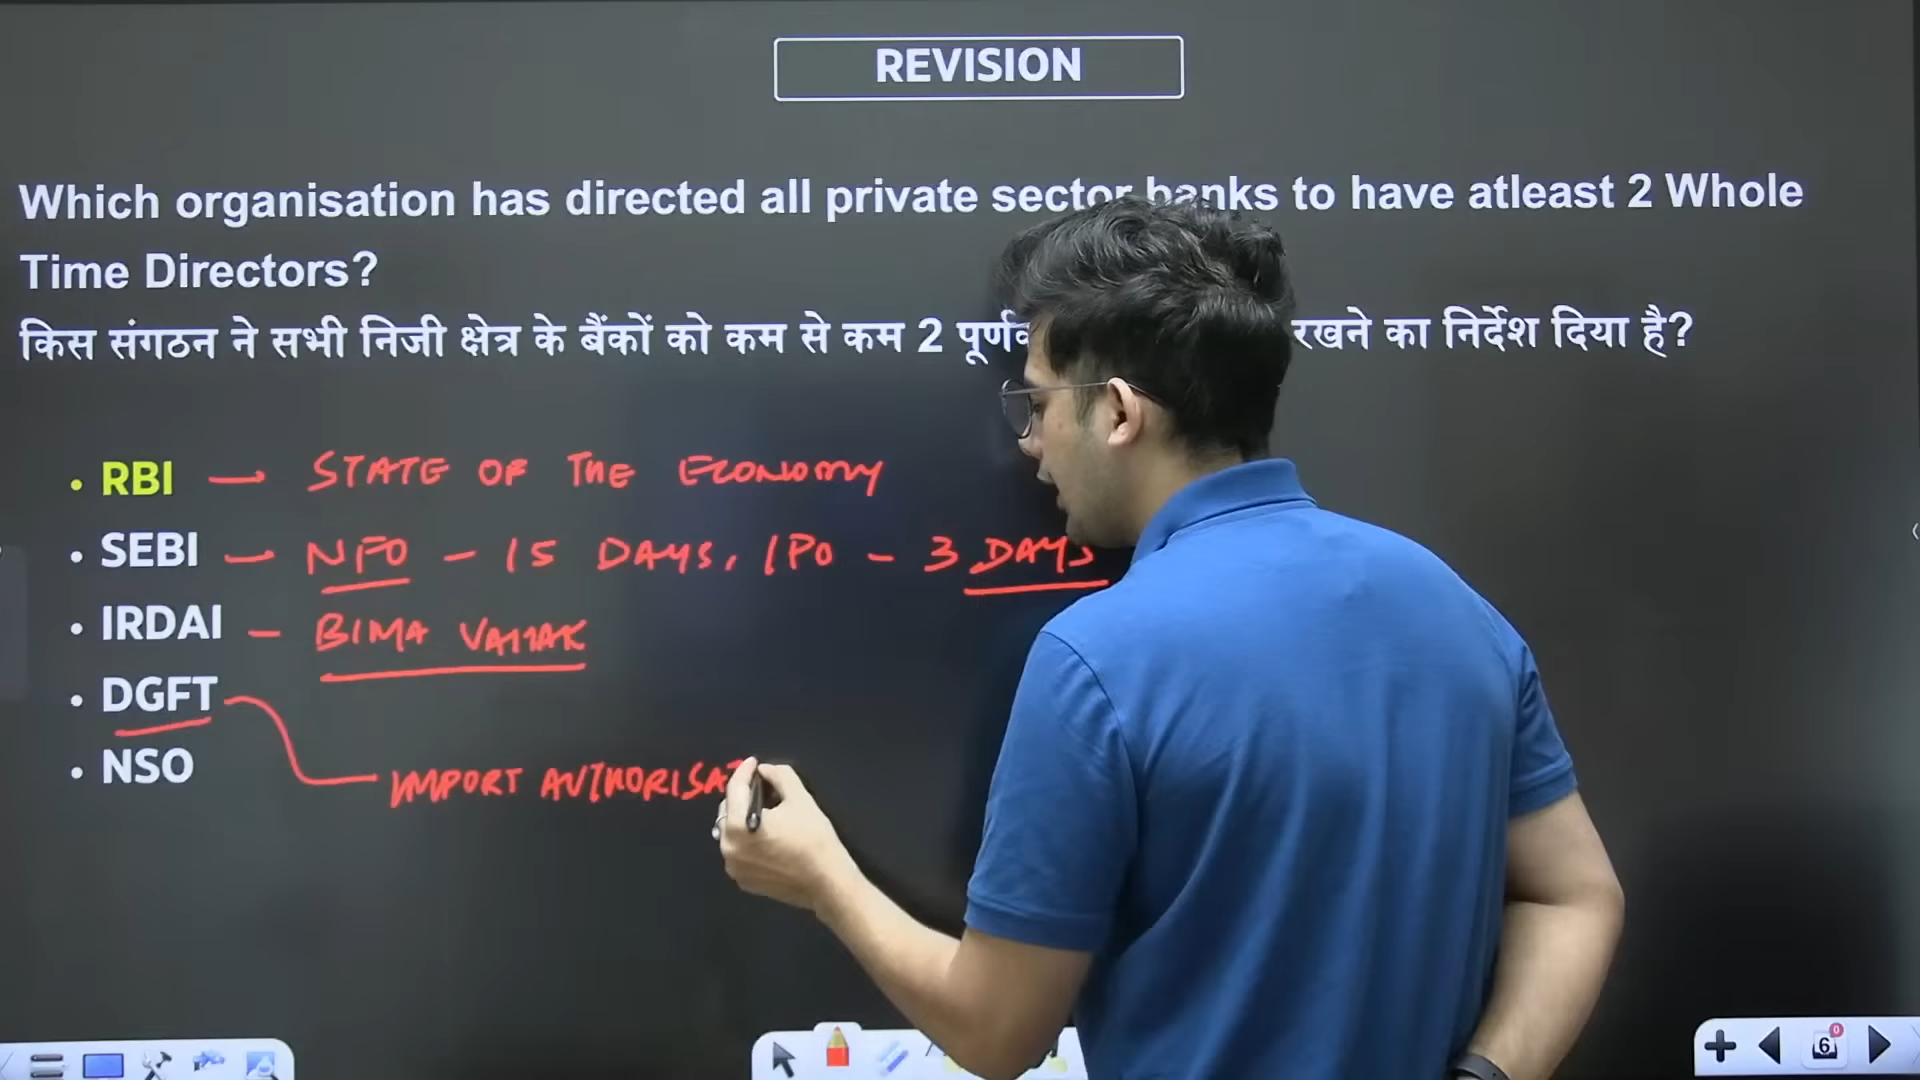 REVISION
Which organisation has directed all private sector banks to have atleast 2 Whole
Time Directors?
किस संगठन ने सभी निजी क्षेत्र के बैंकों को कम से कम 2 रखने का निर्देश दिया है?
• RBI — STATE OF THE ECONOMY
• SEBI — NFO - 15 DAYS, IPO - 3 DAYS
• IRDAI - BIMA VAHAK
• DGFT
• NSO
IMPORT
6
0